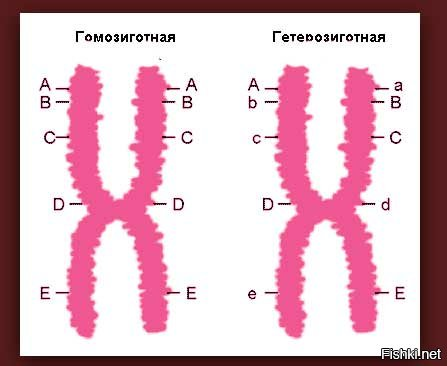 Гомозиготная Гетерозиготная
A A A a
B B b B
C C c C
D D D d
E E e E
Fishki.net